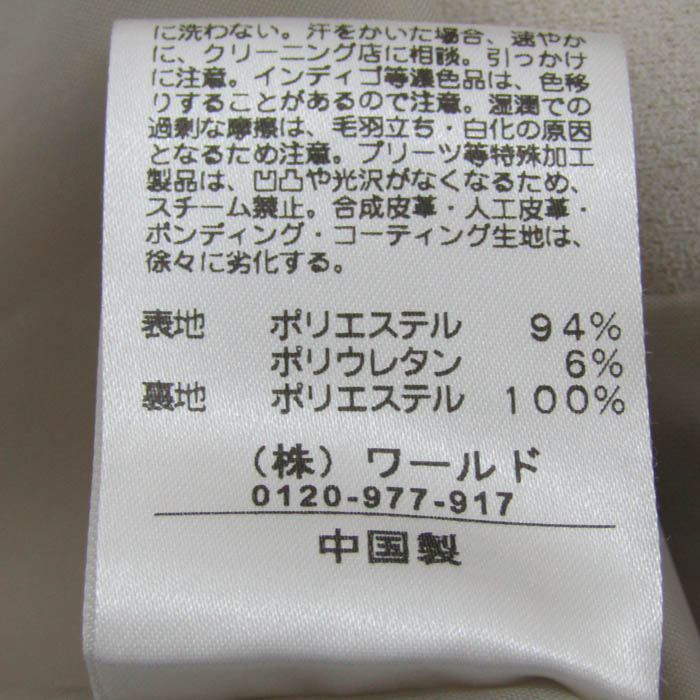 に洗わない。汗をかいた場合、速やか
に、クリーニング店に相談。引っかけ
に注意。インディゴ等濃色品は、色移
りすることがあるので注意。湿潤での
過剰な摩擦は、毛羽立ち・白化の原因
となるため注意。プリーツ等特殊加工
製品は、凹凸や光沢がなくなるため、
スチーム禁止。合成皮革・人工皮革・
ボンディング・コーティング生地は、
徐々に劣化する。
表地 ポリエステル 94%
ポリウレタン 6%
裏地 ポリエステル 100%
(株) ワールド
0120-977-917
中国製